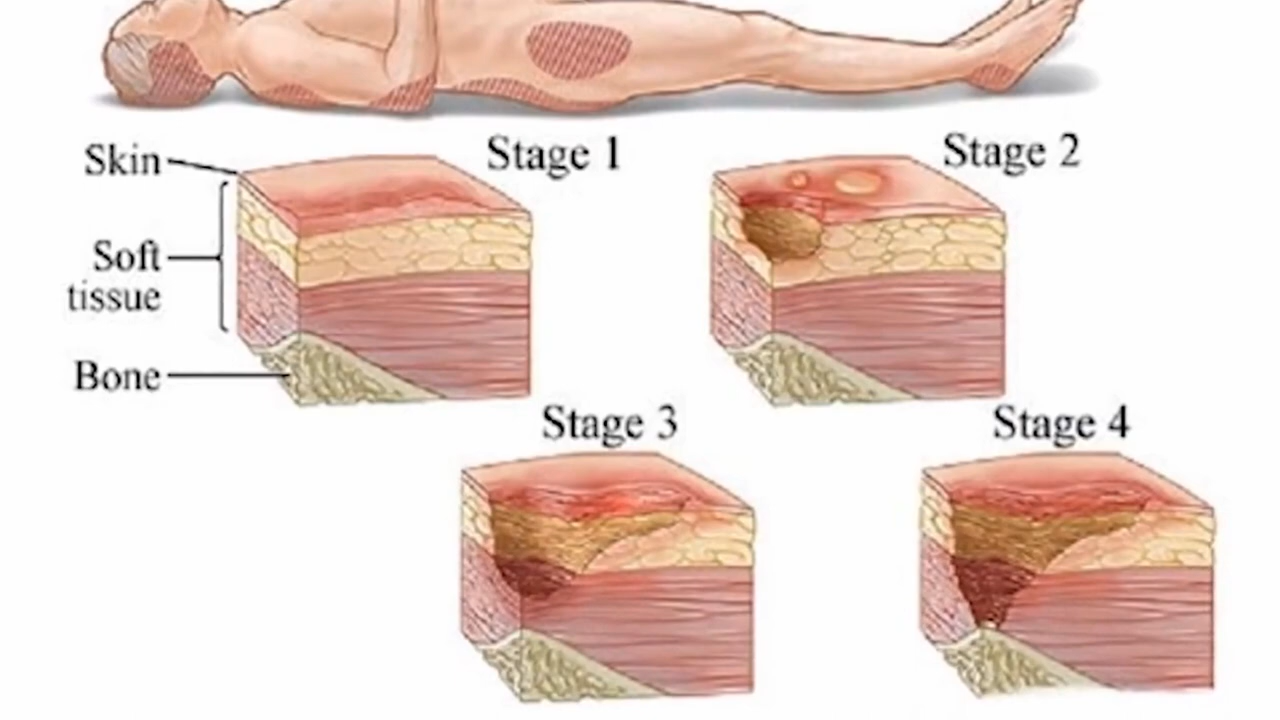 Skin
Stage 1
Stage 2
Soft
tissue
Bone
Stage 3
Stage 4